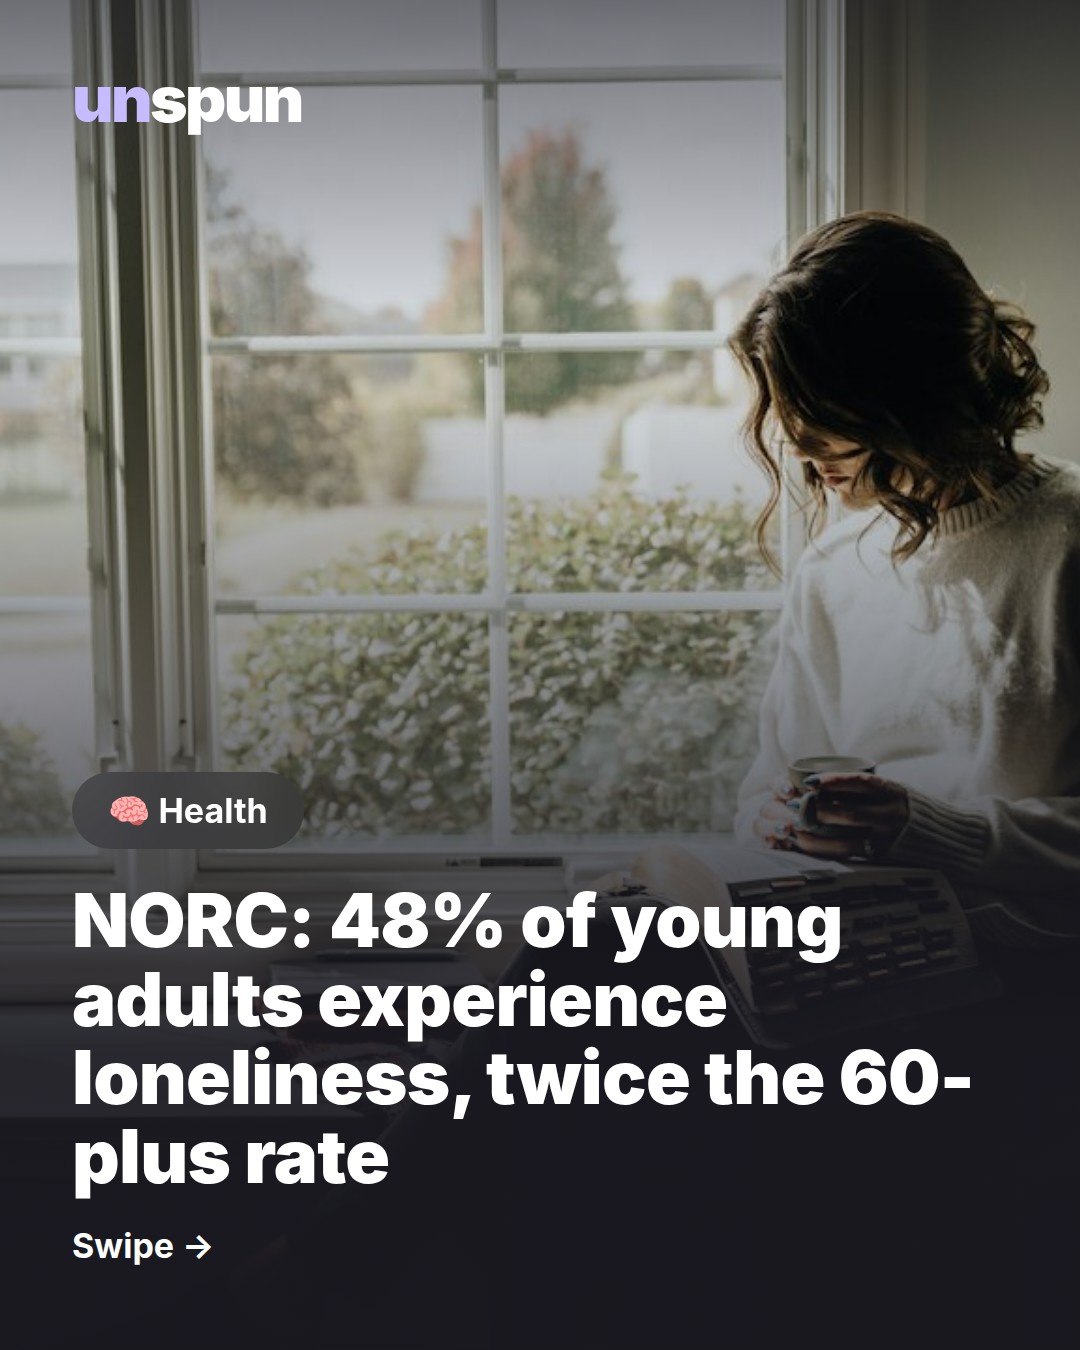 unspun
🧠 Health
NORC: 48% of young
adults experience
loneliness, twice the 60-
plus rate
Swipe →